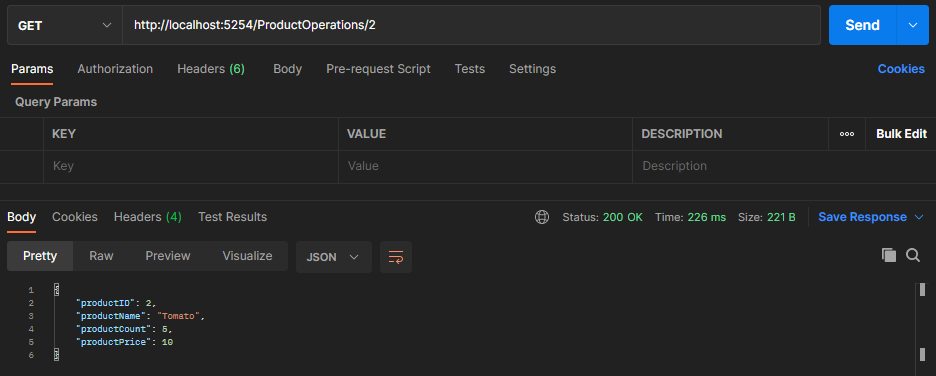 GET http://localhost:5254/ProductOperations/2 Send
Params Authorization Headers (6) Body Pre-request Script Tests Settings Cookies
Query Params
KEY VALUE DESCRIPTION ooo Bulk Edit
Key Value Description
Body Cookies Headers (4) Test Results Status: 200 OK Time: 226 ms Size: 221 B Save Response
Pretty Raw Preview Visualize JSON
1 {
2 "productID": 2,
3 "productName": "Tomato",
4 "productCount": 5,
5 "productPrice": 10
6 }